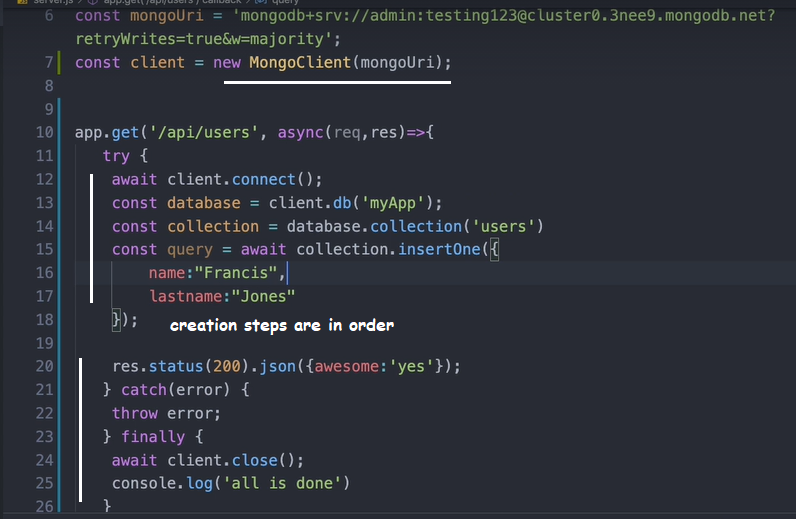 server.js > app.get('/api/users') callback > query
6 const mongoUri = 'mongodb+srv://admin:testing123@cluster0.3nee9.mongodb.net?
retryWrites=true&w=majority';
7 const client = new MongoClient(mongoUri);
8
9
10 app.get('/api/users', async(req,res)=>{
11 try {
12 await client.connect();
13 const database = client.db('myApp');
14 const collection = database.collection('users')
15 const query = await collection.insertOne({
16 name:"Francis",
17 lastname:"Jones"
18 });
creation steps are in order
19
20 res.status(200).json({awesome:'yes'});
21 } catch(error) {
22 throw error;
23 } finally {
24 await client.close();
25 console.log('all is done')
26 }